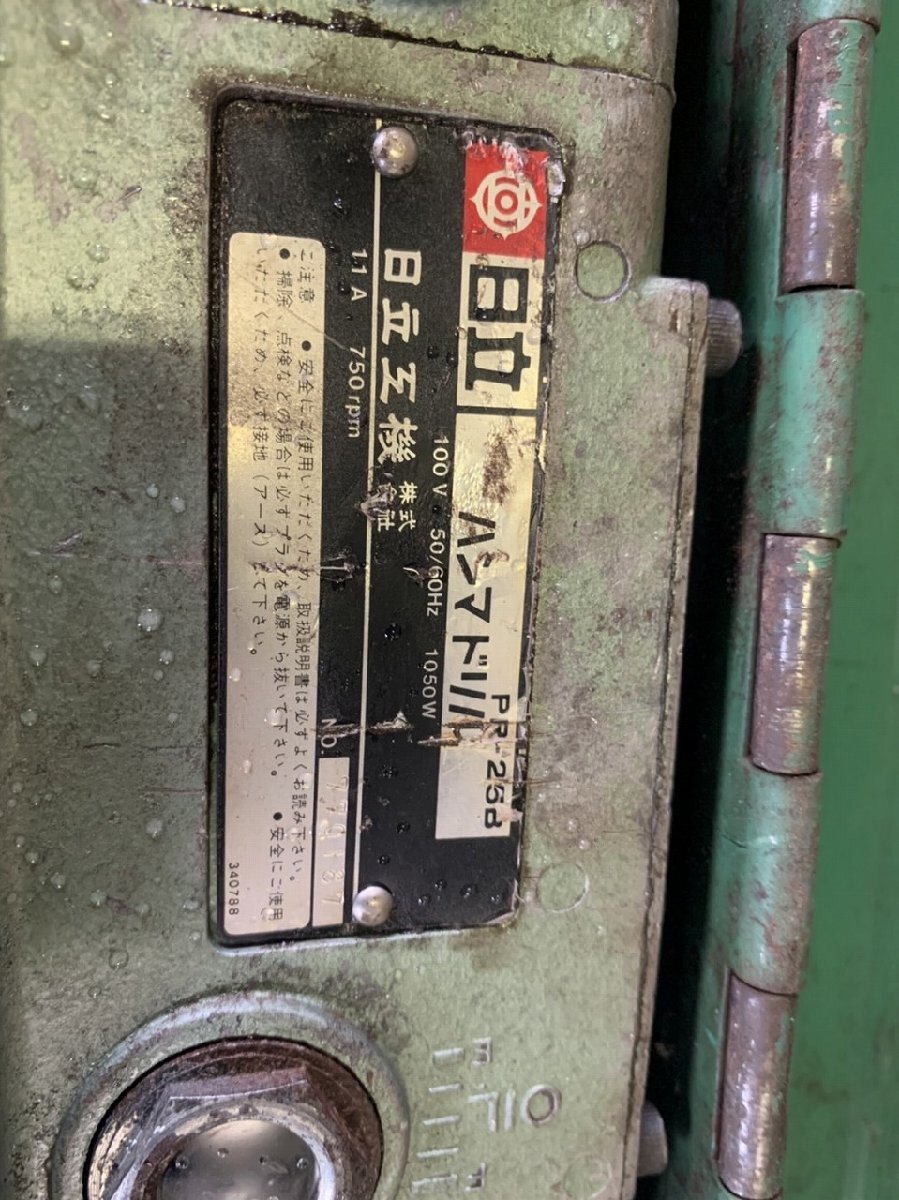 日立 ハンマドリル PR-25B
100V 50/60Hz 1050W
日立工機 株式会社
11A 750rpm
NO.
ご注意 ●安全にご使用いただくため、取扱説明書は必ずよくお読み下さい。
●掃除、点検などの場合は必ずプラグを電源から抜いて下さい。 ●安全にご使用
いただくため、必ず接地（アース）して下さい。
340788
OIL